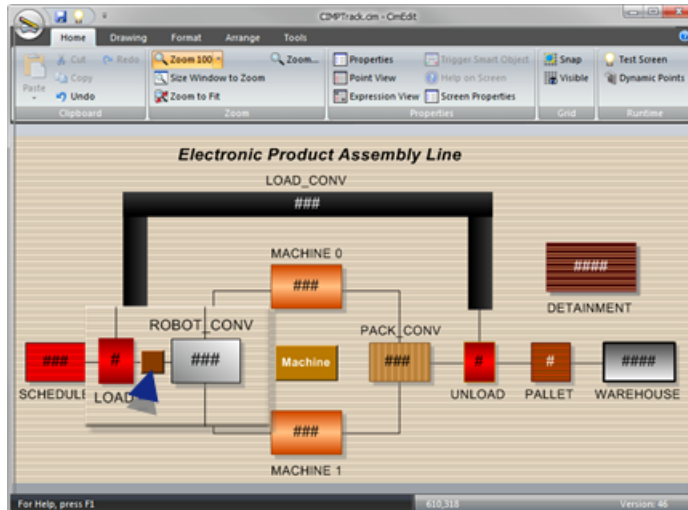 CIMPTrack.cim - CimEdit
Home Drawing Format Arrange Tools
Paste
Cut
Copy
Undo
Redo
Clipboard
Zoom 100
Size Window to Zoom
Zoom to Fit
Zoom...
Zoom
Properties
Point View
Expression View
Trigger Smart Object
Help on Screen
Screen Properties
Properties
Snap
Visible
Grid
Test Screen
Dynamic Points
Runtime
Electronic Product Assembly Line
LOAD_CONV
###
MACHINE 0
###
####
DETAINMENT
ROBOT_CONV
PACK_CONV
###
#
###
Machine
###
#
#
####
SCHEDULE
LOAD
UNLOAD
PALLET
WAREHOUSE
###
MACHINE 1
For Help, press F1
610,318
Version: 46